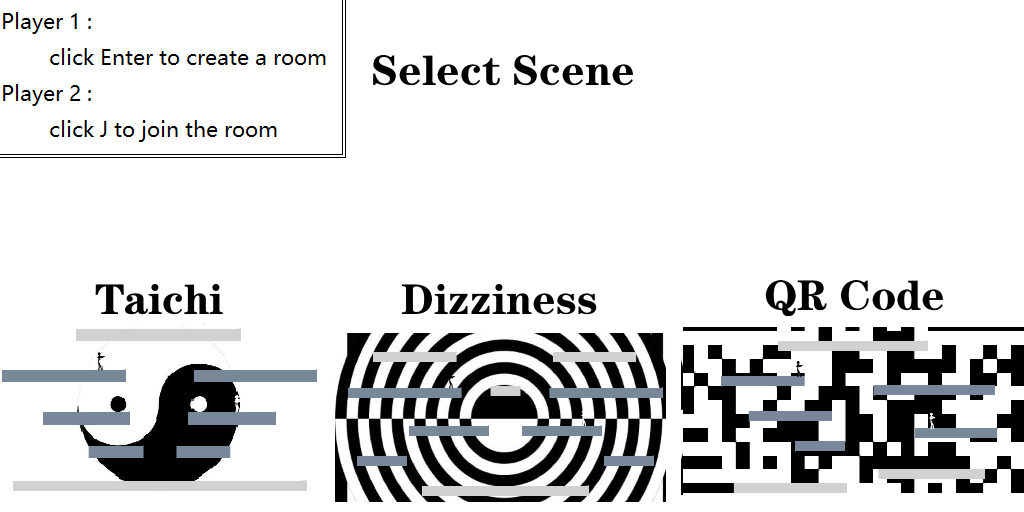 Player 1 :
click Enter to create a room
Player 2 :
click J to join the room
Select Scene
Taichi
Dizziness
QR Code